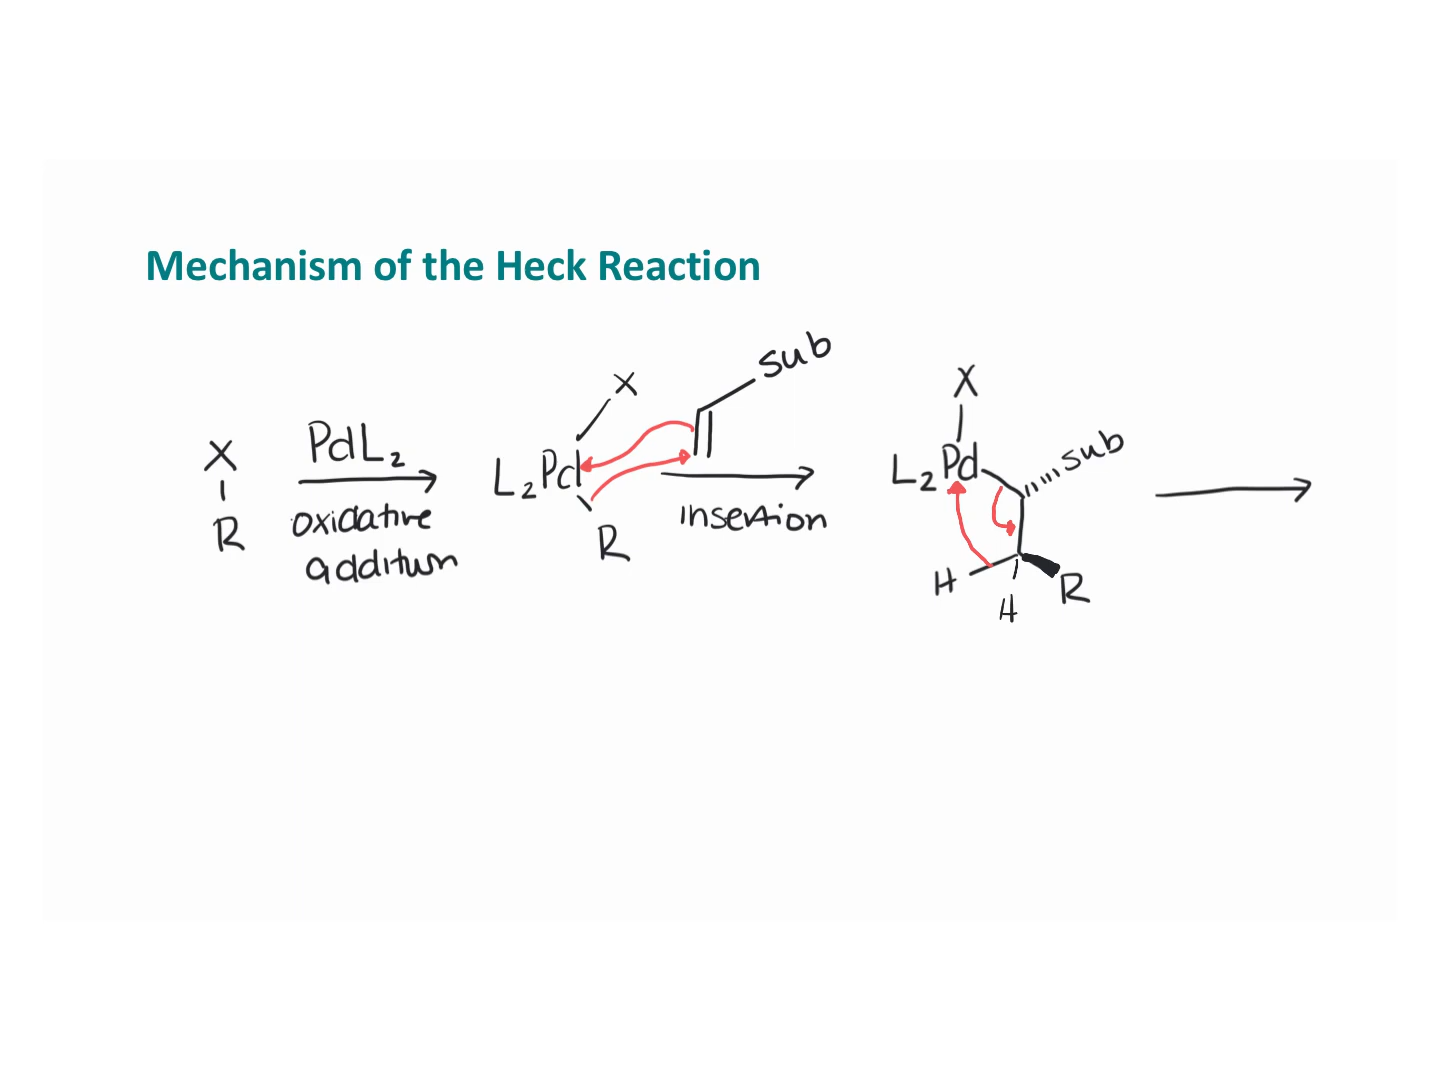 Mechanism of the Heck Reaction
X
R
PdL₂
oxidative
addition
X
L₂Pd
R
sub
insertion
X
L₂Pd
sub
H
H
R